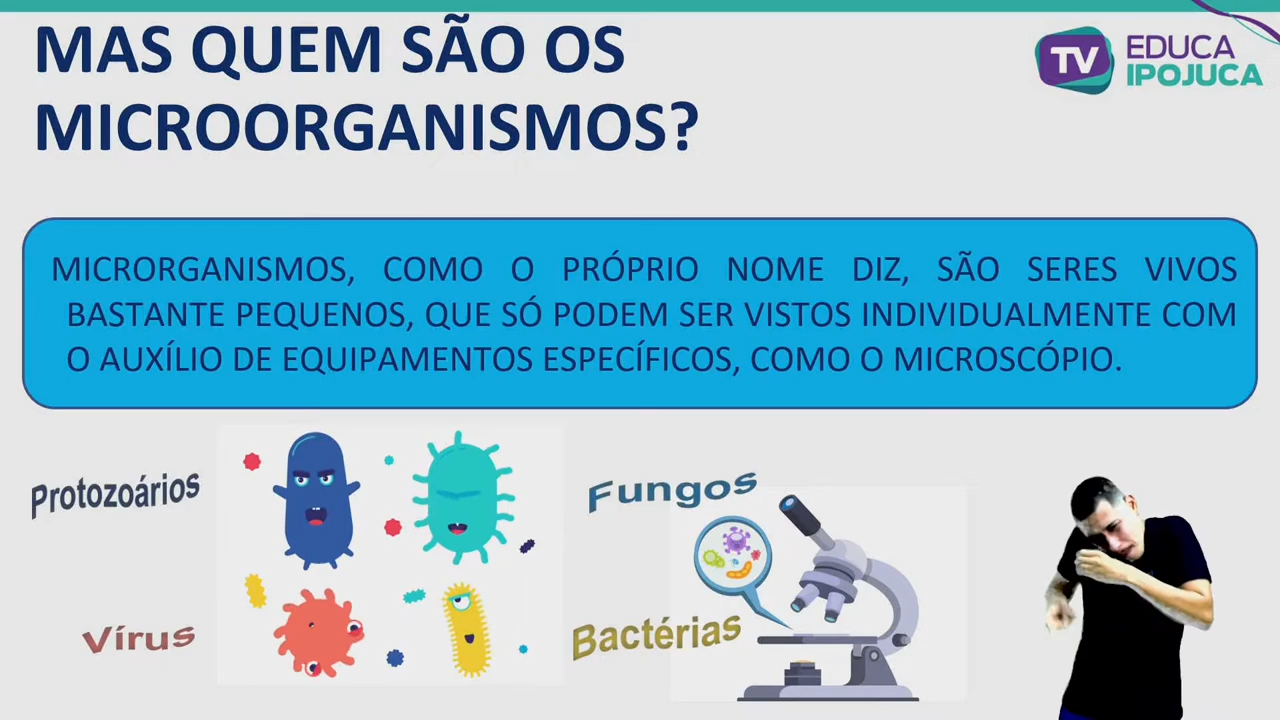 MAS QUEM SÃO OS
MICROORGANISMOS?
TV EDUCA
IPOJUCA
MICRORGANISMOS, COMO O PRÓPRIO NOME DIZ, SÃO SERES VIVOS
BASTANTE PEQUENOS, QUE SÓ PODEM SER VISTOS INDIVIDUALMENTE COM
O AUXÍLIO DE EQUIPAMENTOS ESPECÍFICOS, COMO O MICROSCÓPIO.
Protozoários
Fungos
Vírus
Bactérias